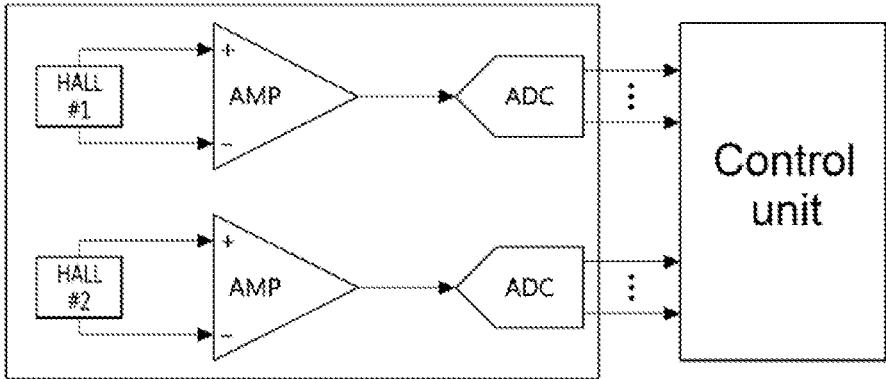 HALL
#1
+
AMP
−
ADC
⋮
HALL
#2
+
AMP
−
ADC
⋮
Control
unit